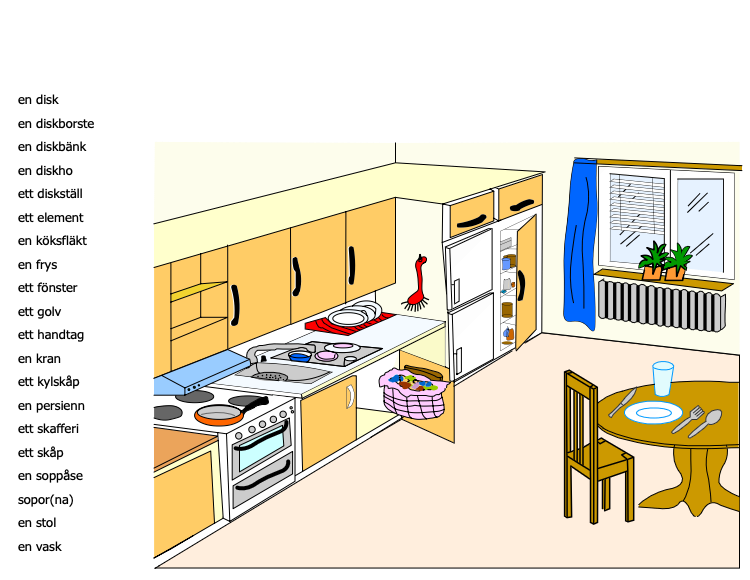 en disk
en diskborste
en diskbänk
en diskho
ett diskställ
ett element
en köksfläkt
en frys
ett fönster
ett golv
ett handtag
en kran
ett kylskåp
en persienn
ett skafferi
ett skåp
en soppåse
sopor(na)
en stol
en vask